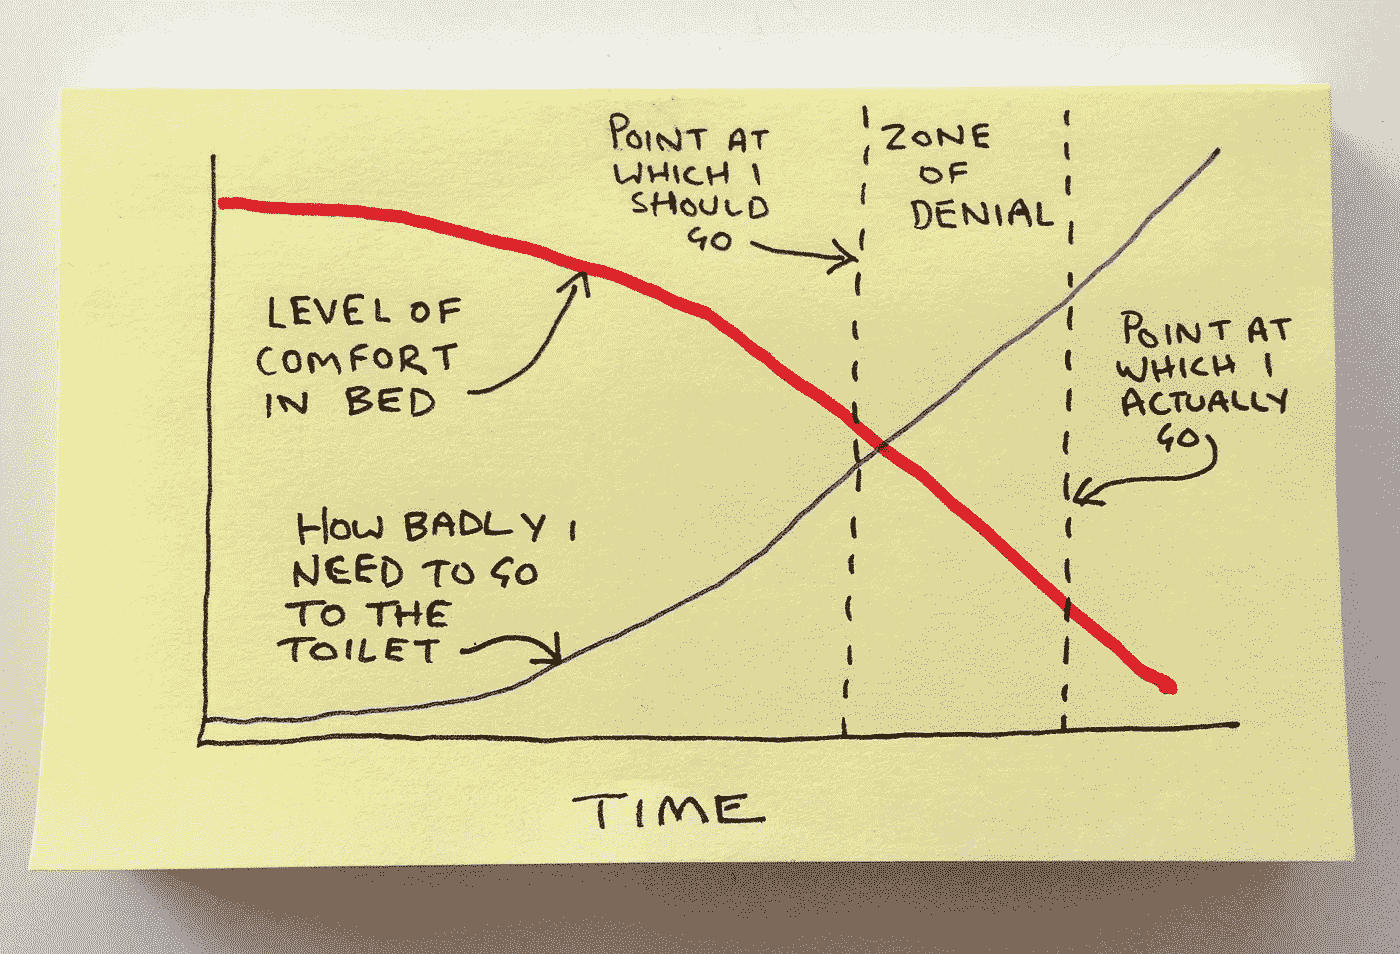 POINT AT
WHICH I
SHOULD
GO
ZONE
OF
DENIAL
LEVEL OF
COMFORT
IN BED
POINT AT
WHICH I
ACTUALLY
GO
HOW BADLY I
NEED TO GO
TO THE
TOILET
TIME